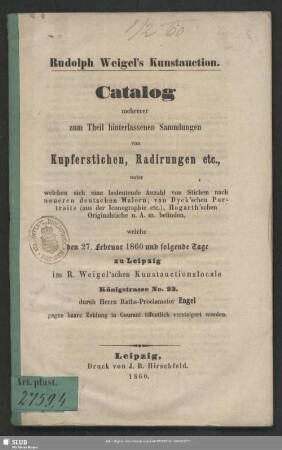 1/2 60
Rudolph Weigel's Kunstauction.
Catalog
mehrerer
zum Theil hinterlassenen Sammlungen
von
Kupferstichen, Radirungen etc.,
unter
welchen sich eine bedeutende Anzahl von Stichen nach
neueren deutschen Malern, van Dyck'schen Por-
traits (aus der Iconographie etc.), Hogarth'schen
Originalstiche u. A. m. befinden,
welche
den 27. Februar 1860 und folgende Tage
zu Leipzig
im R. Weigel'schen Kunstauctionslocale
Königstrasse No. 23.
durch Herrn Raths-Proclamator Engel
gegen baare Zahlung in Courant öffentlich versteigert werden.
Leipzig,
Druck von J. B. Hirschfeld.
1860.
Art. plast.
2759,4
SLUB